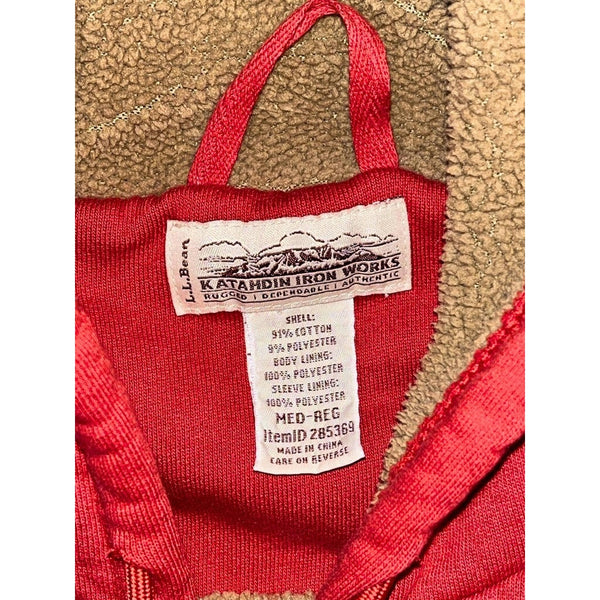 L.L.Bean
KATAHDIN IRON WORKS
RUGGED | DEPENDABLE | AUTHENTIC
SHELL:
91% COTTON
9% POLYESTER
BODY LINING:
100% POLYESTER
SLEEVE LINING:
100% POLYESTER
MED-REG
ItemID 285369
MADE IN CHINA
CARE ON REVERSE